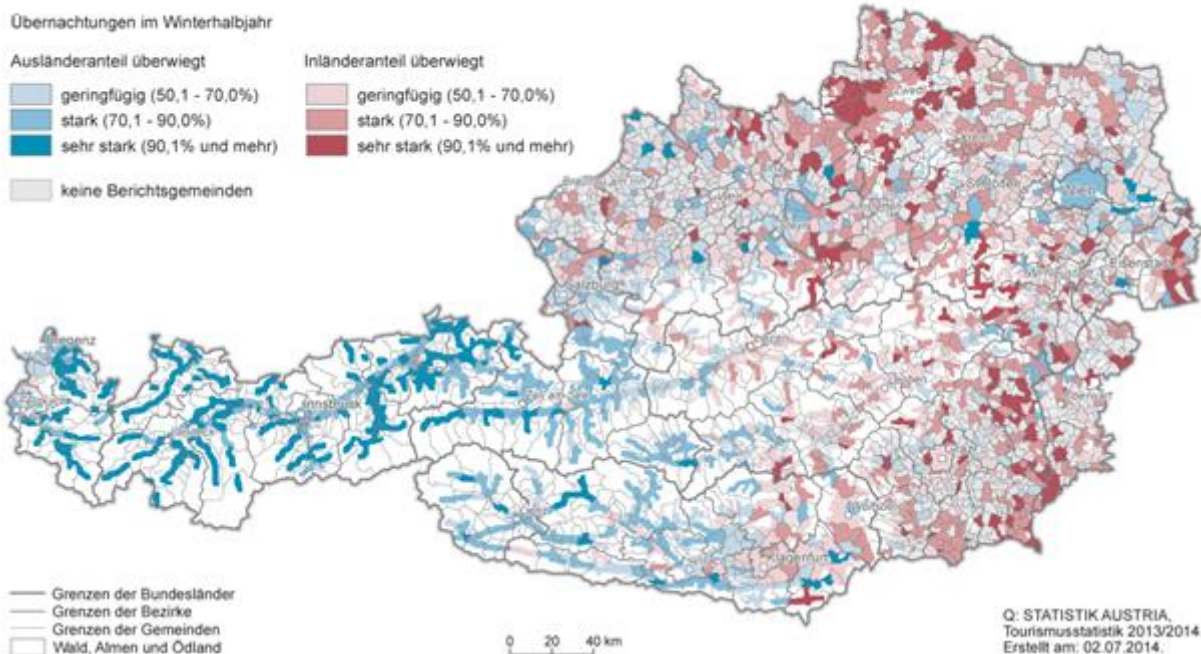 Übernachtungen im Winterhalbjahr
Ausländeranteil überwiegt
geringfügig (50,1 - 70,0%)
stark (70,1 - 90,0%)
sehr stark (90,1% und mehr)
keine Berichtsgemeinden
Inländeranteil überwiegt
geringfügig (50,1 - 70,0%)
stark (70,1 - 90,0%)
sehr stark (90,1% und mehr)
Wien
Eisenstadt
Salzburg
Bregenz
Innsbruck
Zell am See
Klagenfurt
Grenzen der Bundesländer
Grenzen der Bezirke
Grenzen der Gemeinden
Wald, Almen und Ödland
0 20 40 km
Q: STATISTIK AUSTRIA,
Tourismusstatistik 2013/2014.
Erstellt am: 02.07.2014.